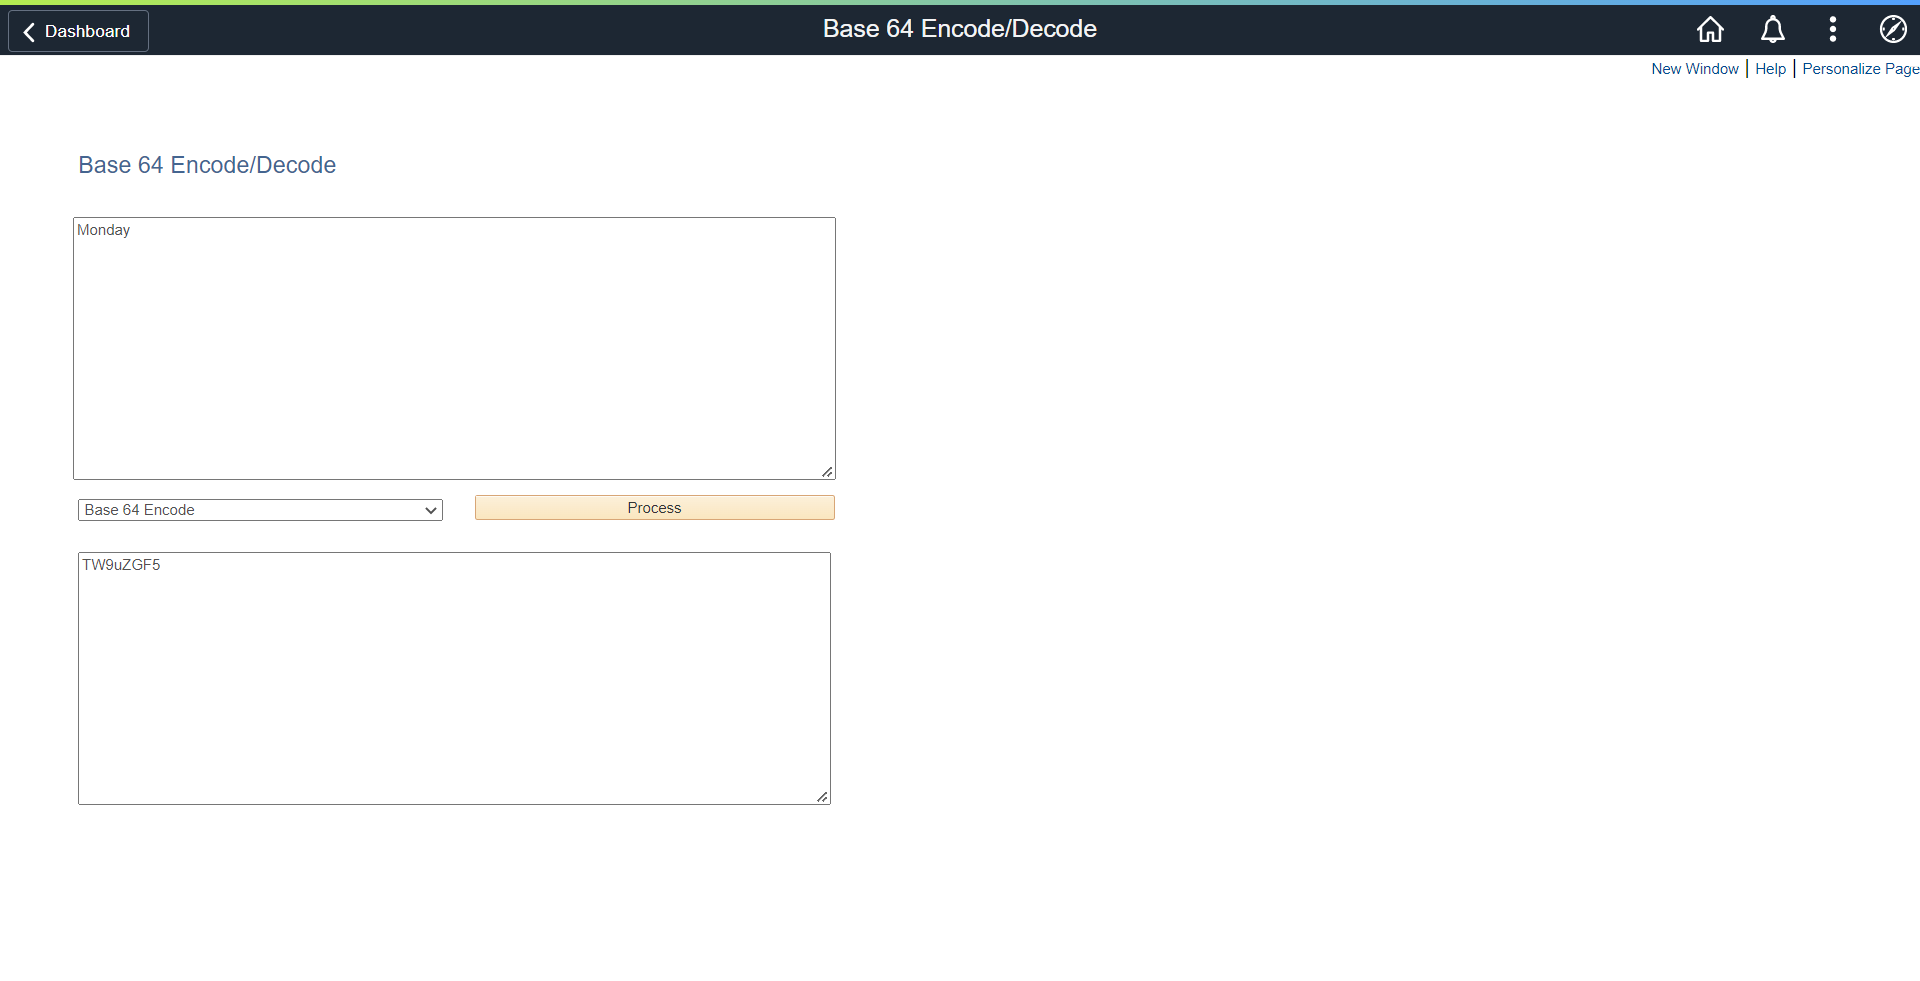 Dashboard
Base 64 Encode/Decode
New Window | Help | Personalize Page
Base 64 Encode/Decode
Monday
Base 64 Encode
Process
TW9uZGF5